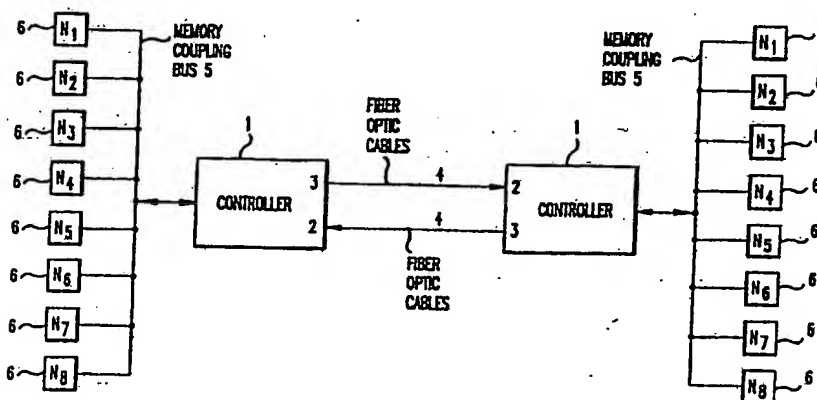 6 N1
6 N2
6 N3
6 N4
6 N5
6 N6
6 N7
6 N8
MEMORY
COUPLING
BUS 5
1
CONTROLLER
3
2
FIBER
OPTIC
CABLES
4
4
FIBER
OPTIC
CABLES
1
2
CONTROLLER
3
MEMORY
COUPLING
BUS 5
N1
N2
N3 6
N4 6
N5 6
N6 6
N7 6
N8 6